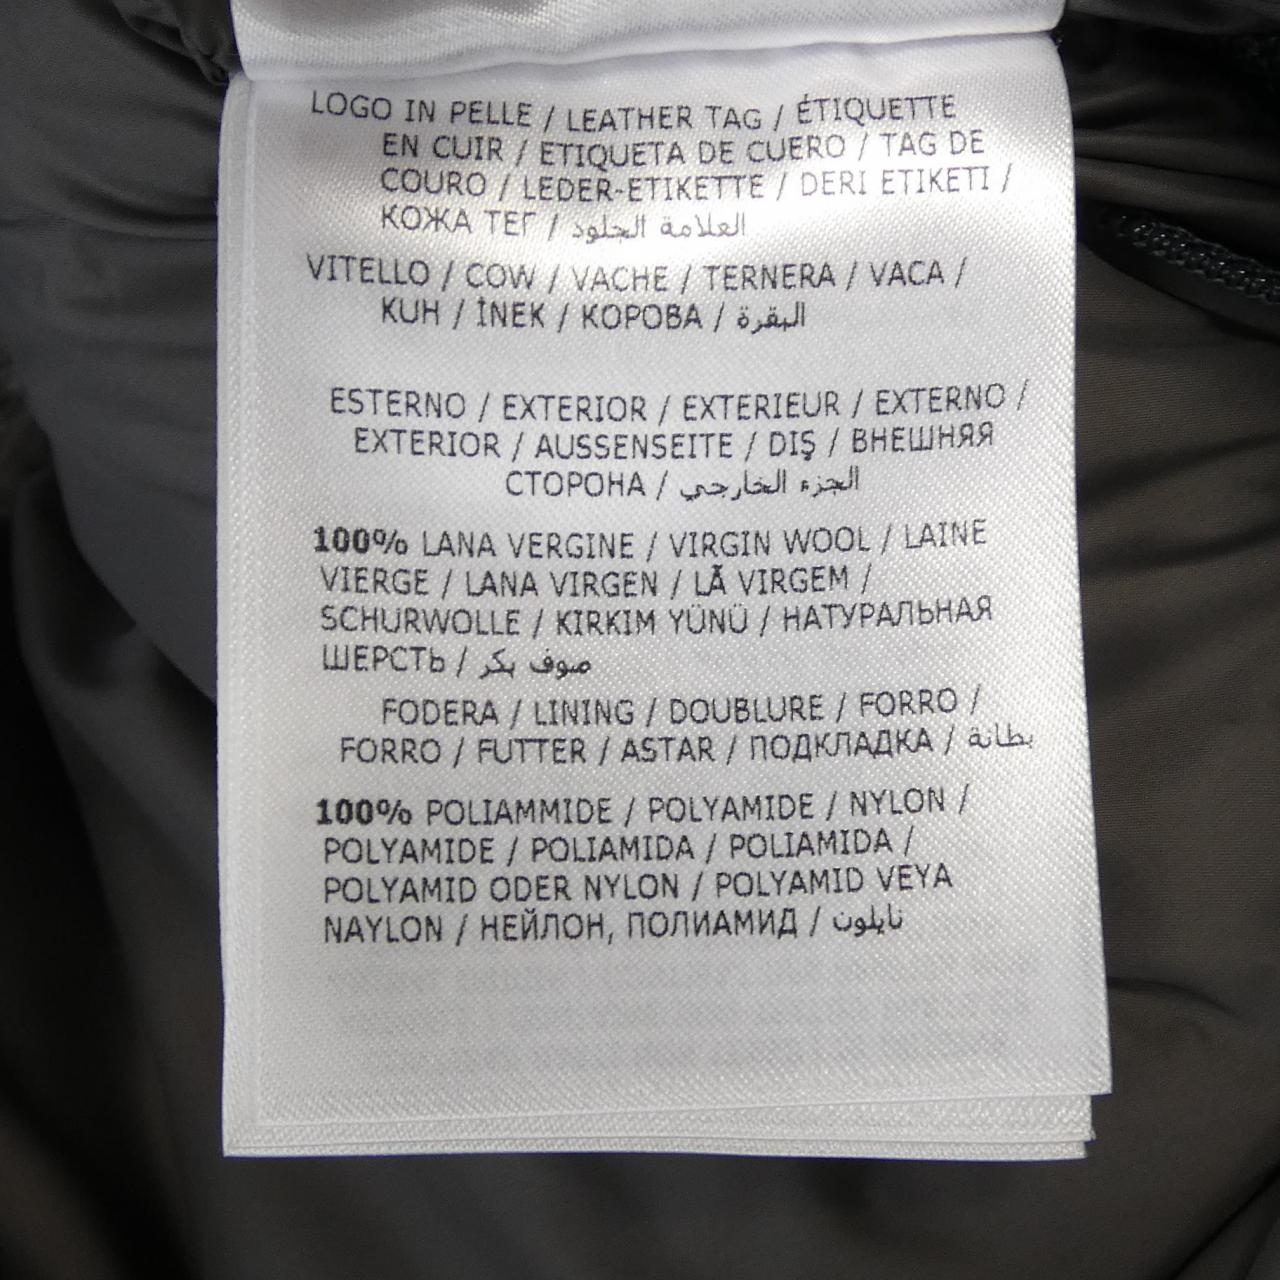 LOGO IN PELLE / LEATHER TAG / ÉTIQUETTE
EN CUIR / ETIQUETA DE CUERO / TAG DE
COURO / LEDER-ETIKETTE / DERI ETIKETI /
КОЖА ТЕГ / العلامة الجلود
VITELLO / COW / VACHE / TERNERA / VACA /
KUH / İNEK / КОРОВА / البقرة
ESTERNO / EXTERIOR / EXTERIEUR / EXTERNO /
EXTERIOR / AUSSENSEITE / DIŞ / ВНЕШНЯЯ
СТОРОНА / الجزء الخارجي
100% LANA VERGINE / VIRGIN WOOL / LAINE
VIERGE / LANA VIRGEN / LÃ VIRGEM /
SCHURWOLLE / KIRKIM YÜNÜ / НАТУРАЛЬНАЯ
ШЕРСТЬ / صوف بكر
FODERA / LINING / DOUBLURE / FORRO /
FORRO / FUTTER / ASTAR / ПОДКЛАДКА / بطانة
100% POLIAMMIDE / POLYAMIDE / NYLON /
POLYAMIDE / POLIAMIDA / POLIAMIDA /
POLYAMID ODER NYLON / POLYAMID VEYA
NAYLON / НЕЙЛОН, ПОЛИАМИД / نايلون